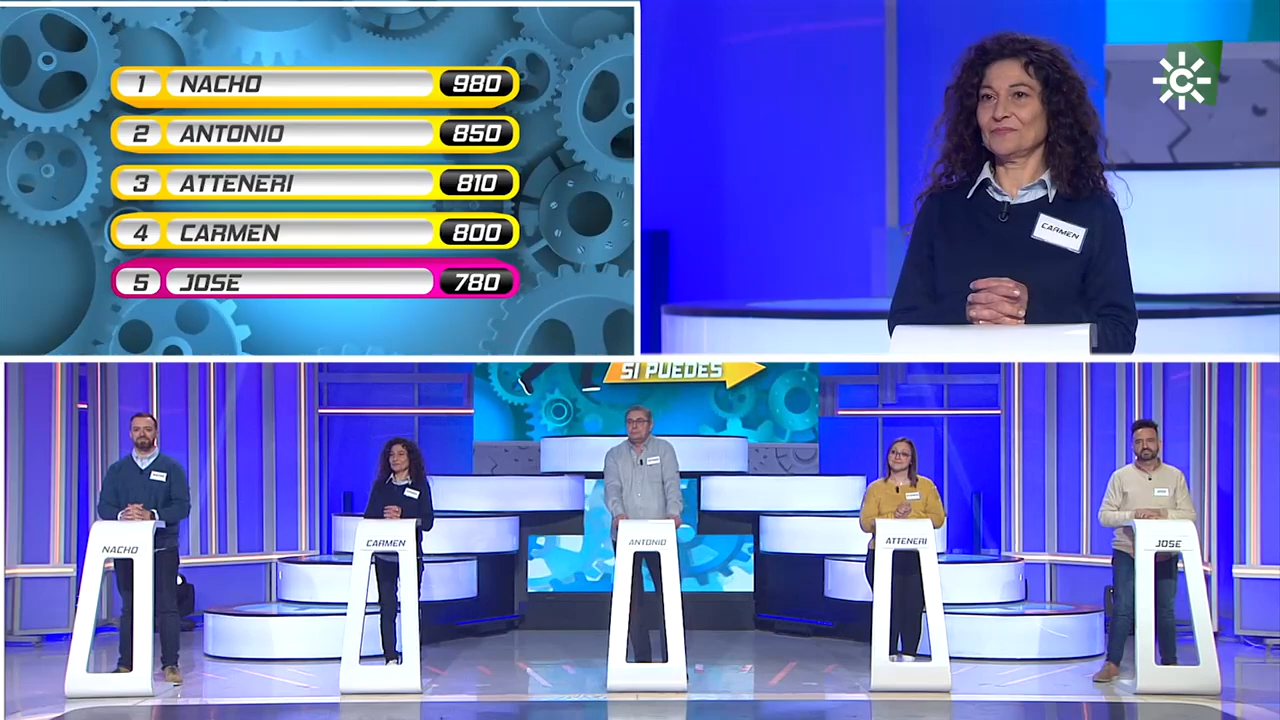 1 NACHO 980
2 ANTONIO 850
3 ATTENERI 810
4 CARMEN 800
5 JOSE 780
C
CARMEN
SI PUEDES
NACHO
CARMEN
ANTONIO
ATTENERI
JOSE